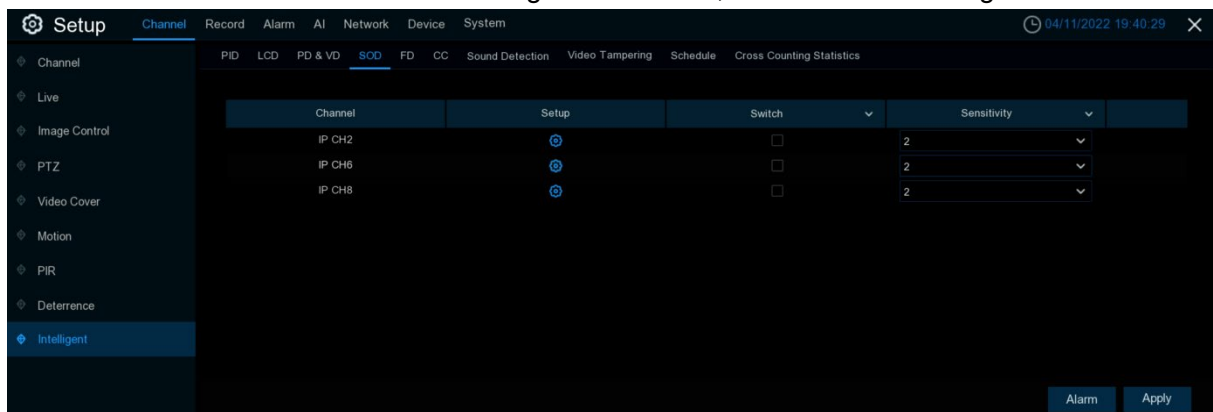 Setup Channel Record Alarm AI Network Device System 04/11/2022 19:40:29
Channel
Live
Image Control
PTZ
Video Cover
Motion
PIR
Deterrence
Intelligent
PID LCD PD & VD SOD FD CC Sound Detection Video Tampering Schedule Cross Counting Statistics
Channel Setup Switch Sensitivity
IP CH2 2
IP CH6 2
IP CH8 2
Alarm Apply